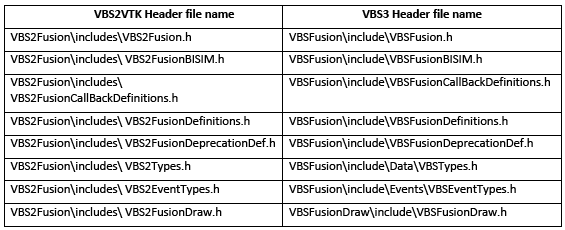 VBS2VTK Header file name VBS3 Header file name
VBS2Fusion\includes\VBS2Fusion.h VBSFusion\include\VBSFusion.h
VBS2Fusion\includes\ VBS2FusionBISIM.h VBSFusion\include\VBSFusionBISIM.h
VBS2Fusion\includes\ VBSFusion\include\VBSFusionCallBackDefinitions.h
VBS2FusionCallBackDefinitions.h
VBS2Fusion\includes\ VBS2FusionDefinitions.h VBSFusion\include\VBSFusionDefinitions.h
VBS2Fusion\includes\ VBS2FusionDeprecationDef.h VBSFusion\include\VBSFusionDeprecationDef.h
VBS2Fusion\includes\ VBS2Types.h VBSFusion\include\Data\VBSTypes.h
VBS2Fusion\includes\ VBS2EventTypes.h VBSFusion\include\Events\VBSEventTypes.h
VBS2Fusion\includes\ VBS2FusionDraw.h VBSFusionDraw\include\VBSFusionDraw.h